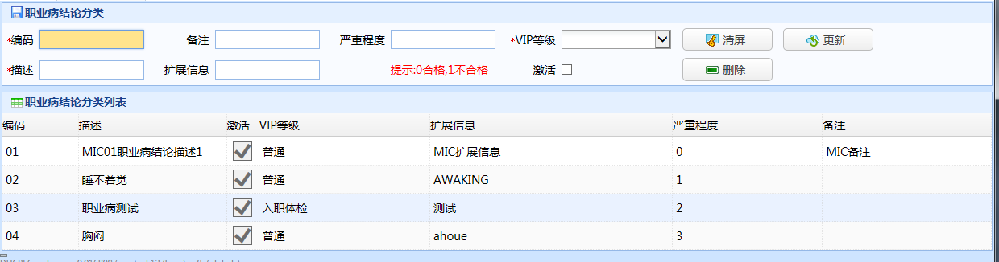 职业病结论分类
*编码 备注 严重程度 *VIP等级 清屏 更新
*描述 扩展信息 提示:0合格,1不合格 激活 删除
职业病结论分类列表
编码 描述 激活 VIP等级 扩展信息 严重程度 备注
01 MIC01职业病结论描述1 普通 MIC扩展信息 0 MIC备注
02 睡不着觉 普通 AWAKING 1
03 职业病测试 入职体检 测试 2
04 胸闷 普通 ahoue 3